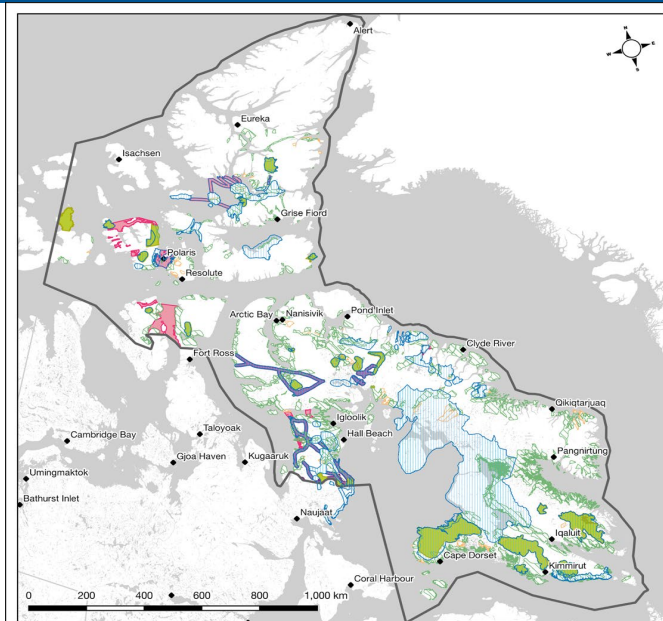 Alert
N
W
E
S
Eureka
Isachsen
Grise Fiord
Polaris
Resolute
Arctic Bay
Nanisivik
Pond Inlet
Clyde River
Fort Ross
Qikiqtarjuaq
Igloolik
Hall Beach
Cambridge Bay
Taloyoak
Gjoa Haven
Kugaaruk
Pangnirtung
Umingmaktok
Bathurst Inlet
Naujaat
Iqaluit
Cape Dorset
Kimmirut
Coral Harbour
0 200 400 600 800 1,000 km